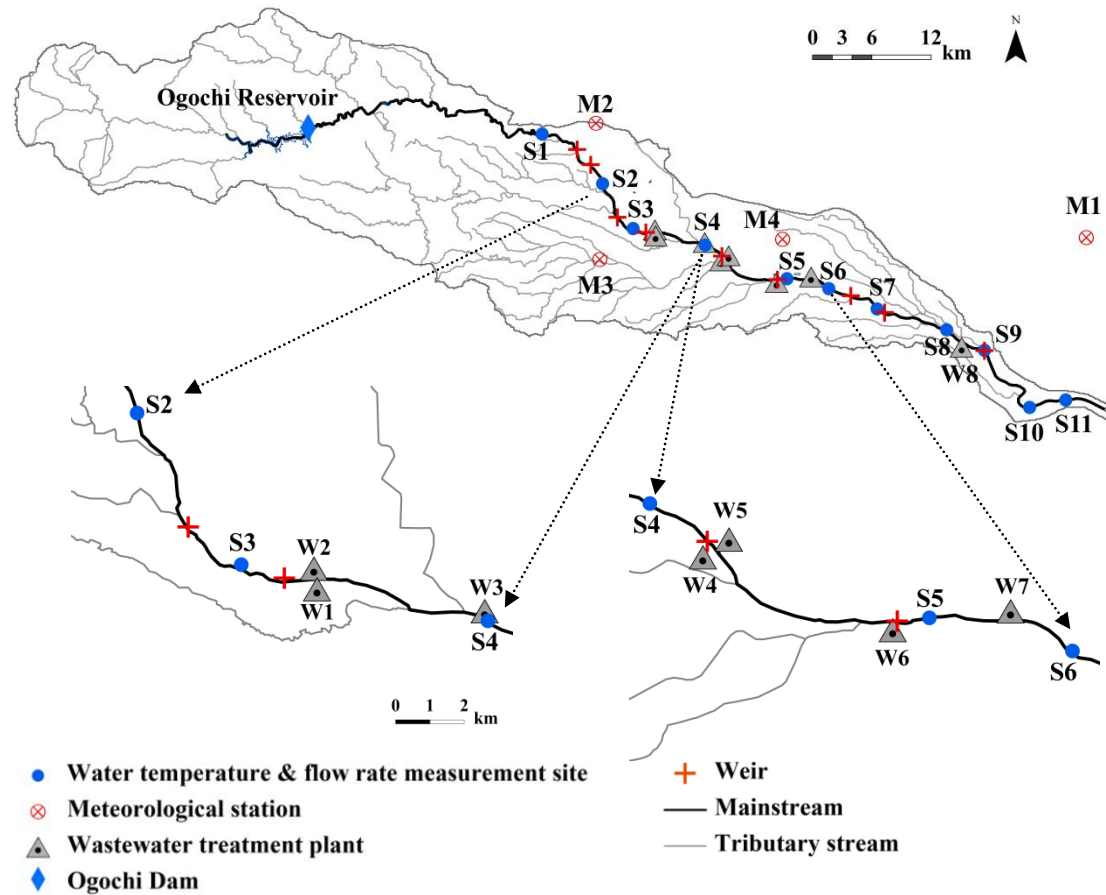 N
0 3 6 12
km
Ogochi Reservoir
M2
S1
S2
S3
S4
M4
M1
M3
S5
S6
S7
S8
S9
W8
S10
S11
S2
S3
W2
W1
W3
S4
S4
W5
W4
S5
W7
W6
S6
0 1 2
km
Water temperature & flow rate measurement site
Meteorological station
Wastewater treatment plant
Ogochi Dam
Weir
Mainstream
Tributary stream